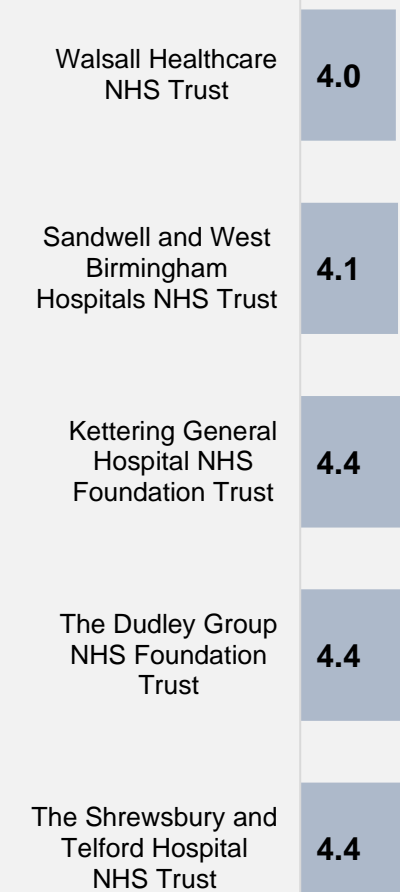 Walsall Healthcare
NHS Trust
4.0
Sandwell and West
Birmingham
Hospitals NHS Trust
4.1
Kettering General
Hospital NHS
Foundation Trust
4.4
The Dudley Group
NHS Foundation
Trust
4.4
The Shrewsbury and
Telford Hospital
NHS Trust
4.4